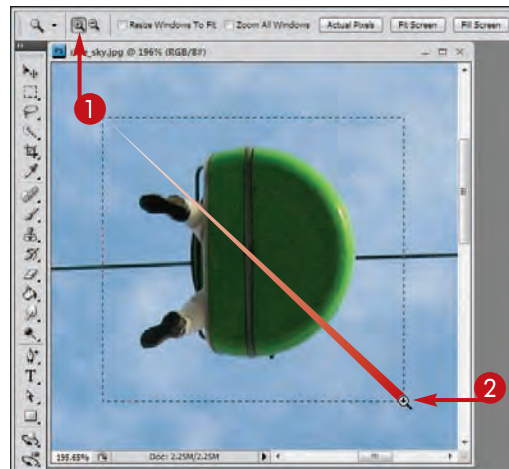 Resize Windows To Fit Zoom All Windows Actual Pixels Fit Screen Fill Screen
_sky.jpg @ 196% (RGB/8#)
1
2
T
195.65% Doc: 2.25M/2.25M